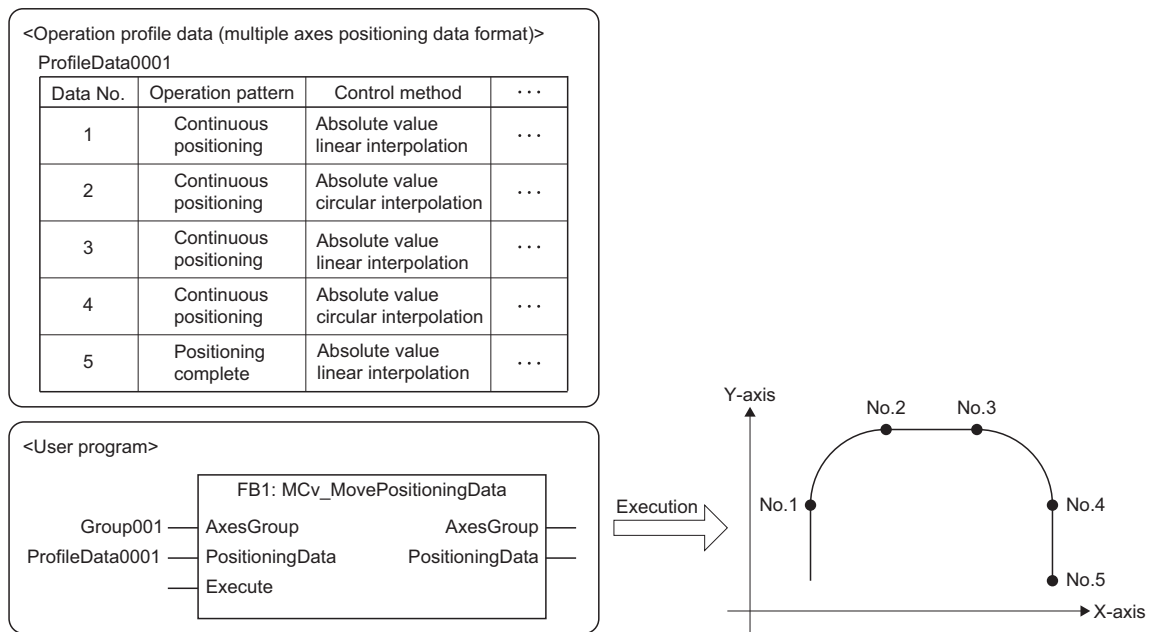 <Operation profile data (multiple axes positioning data format)>
ProfileData0001
Data No. Operation pattern Control method ···
1 Continuous positioning Absolute value linear interpolation ···
2 Continuous positioning Absolute value circular interpolation ···
3 Continuous positioning Absolute value linear interpolation ···
4 Continuous positioning Absolute value circular interpolation ···
5 Positioning complete Absolute value linear interpolation ···
<User program>
FB1: MCv_MovePositioningData
Group001 AxesGroup AxesGroup
ProfileData0001 PositioningData PositioningData
Execute
Execution
Y-axis
No.2 No.3
No.1 No.4
No.5
X-axis